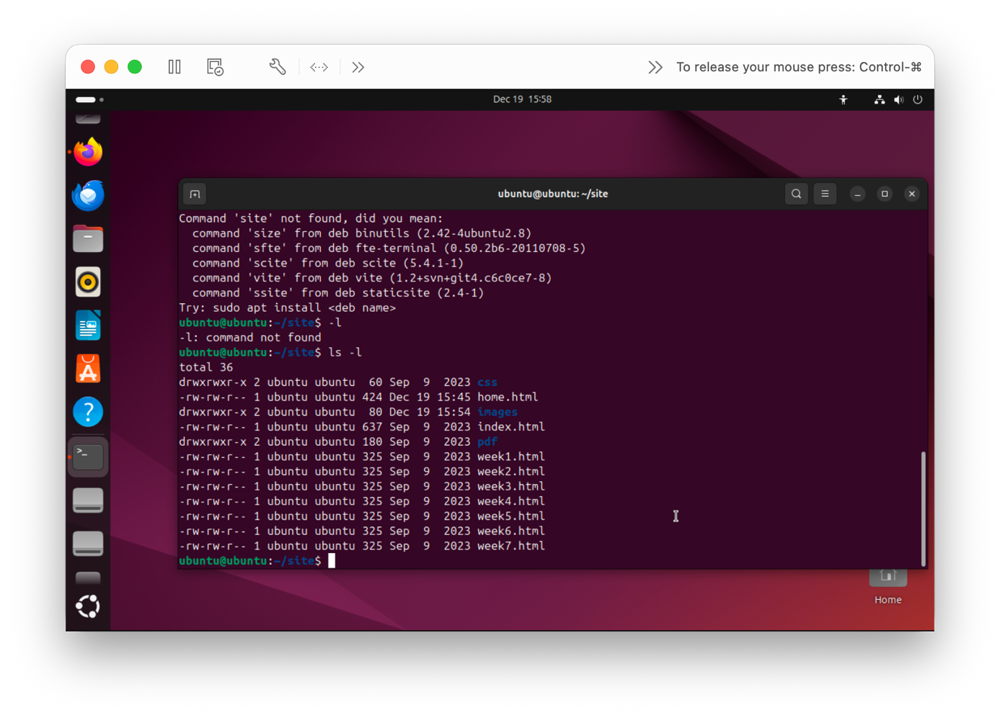 To release your mouse press: Control-⌘
Dec 19 15:58
ubuntu@ubuntu: ~/site
Command 'site' not found, did you mean:
  command 'size' from deb binutils (2.42-4ubuntu2.8)
  command 'sfte' from deb fte-terminal (0.50.2b6-20110708-5)
  command 'scite' from deb scite (5.4.1-1)
  command 'vite' from deb vite (1.2+svn+git4.c6c0ce7-8)
  command 'ssite' from deb staticsite (2.4-1)
Try: sudo apt install <deb name>
ubuntu@ubuntu:~/site$ -l
-l: command not found
ubuntu@ubuntu:~/site$ ls -l
total 36
drwxrwxr-x 2 ubuntu ubuntu  60 Sep  9  2023 css
-rw-rw-r-- 1 ubuntu ubuntu 424 Dec 19 15:45 home.html
drwxrwxr-x 2 ubuntu ubuntu  80 Dec 19 15:54 images
-rw-rw-r-- 1 ubuntu ubuntu 637 Sep  9  2023 index.html
drwxrwxr-x 2 ubuntu ubuntu 180 Sep  9  2023 pdf
-rw-rw-r-- 1 ubuntu ubuntu 325 Sep  9  2023 week1.html
-rw-rw-r-- 1 ubuntu ubuntu 325 Sep  9  2023 week2.html
-rw-rw-r-- 1 ubuntu ubuntu 325 Sep  9  2023 week3.html
-rw-rw-r-- 1 ubuntu ubuntu 325 Sep  9  2023 week4.html
-rw-rw-r-- 1 ubuntu ubuntu 325 Sep  9  2023 week5.html
-rw-rw-r-- 1 ubuntu ubuntu 325 Sep  9  2023 week6.html
-rw-rw-r-- 1 ubuntu ubuntu 325 Sep  9  2023 week7.html
ubuntu@ubuntu:~/site$
Home